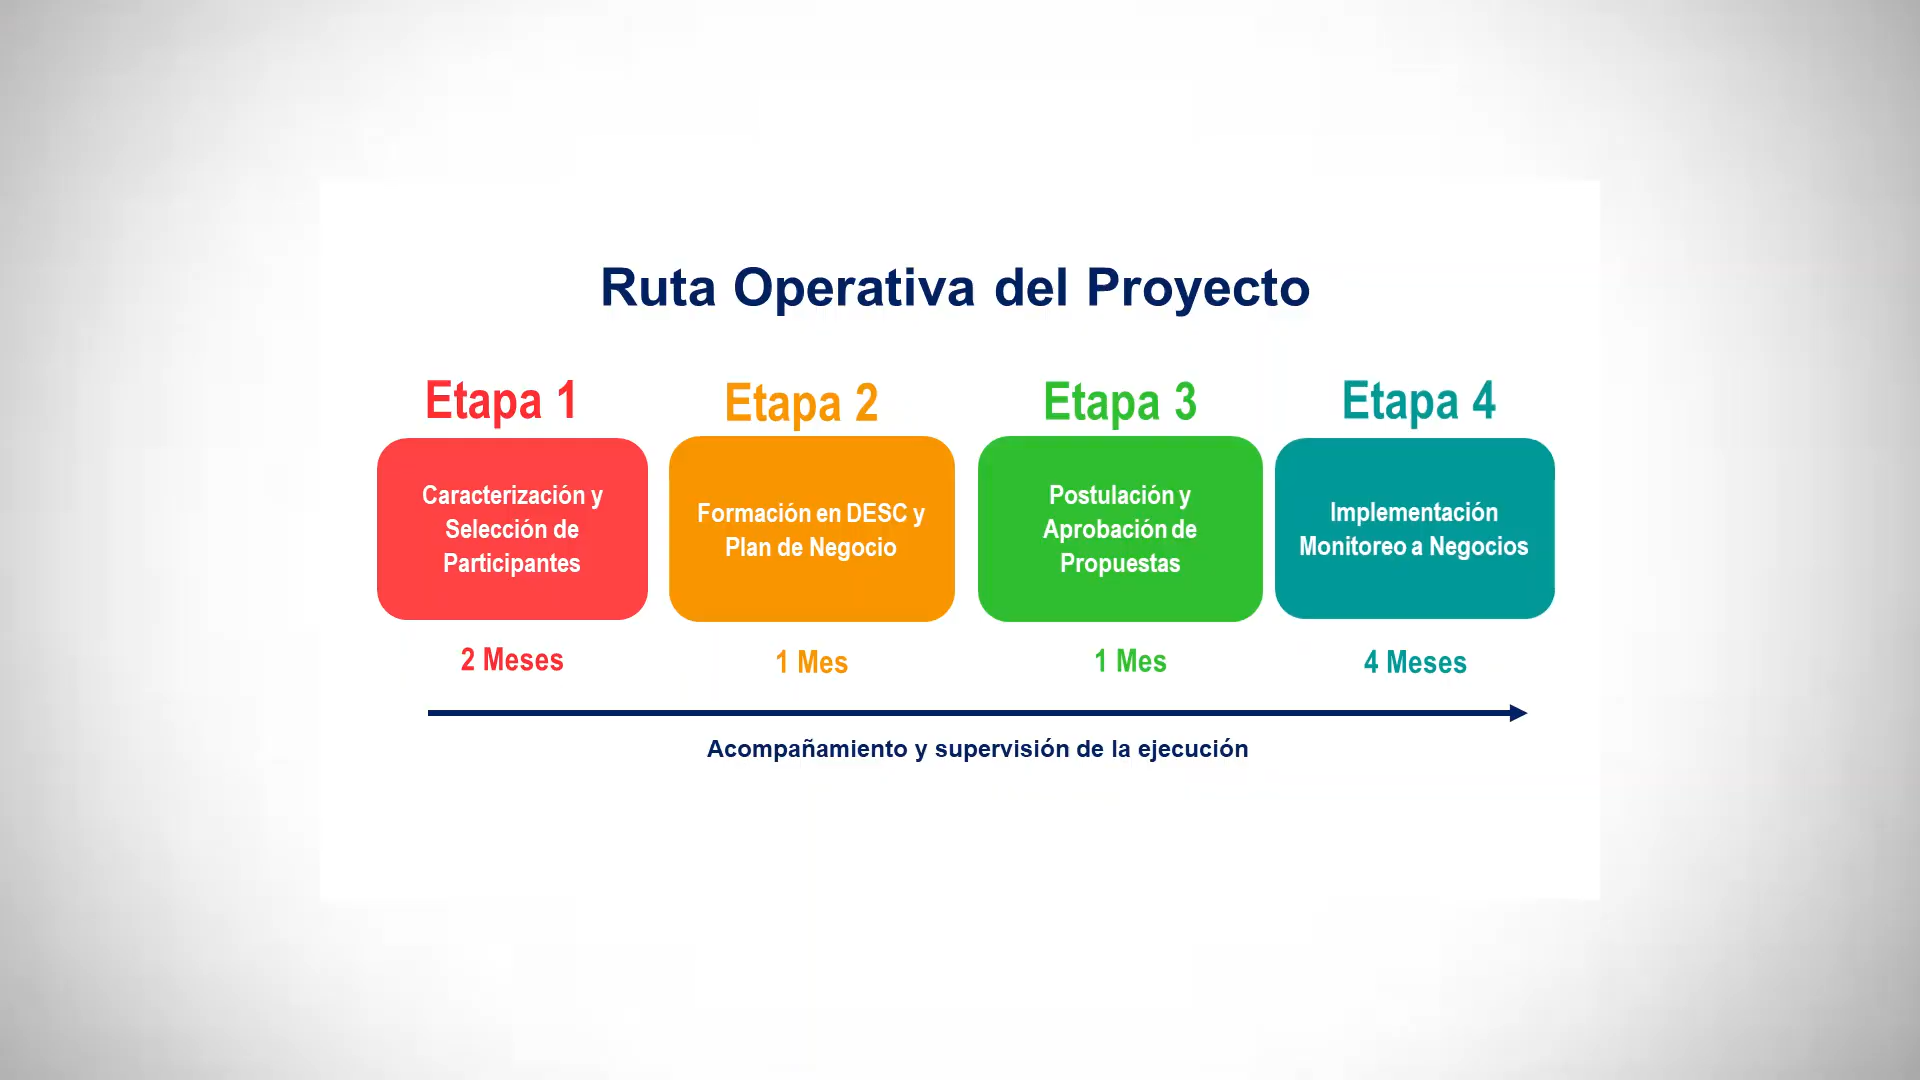 Ruta Operativa del Proyecto
Etapa 1
Caracterización y
Selección de
Participantes
2 Meses
Etapa 2
Formación en DESC y
Plan de Negocio
1 Mes
Etapa 3
Postulación y
Aprobación de
Propuestas
1 Mes
Etapa 4
Implementación
Monitoreo a Negocios
4 Meses
Acompañamiento y supervisión de la ejecución